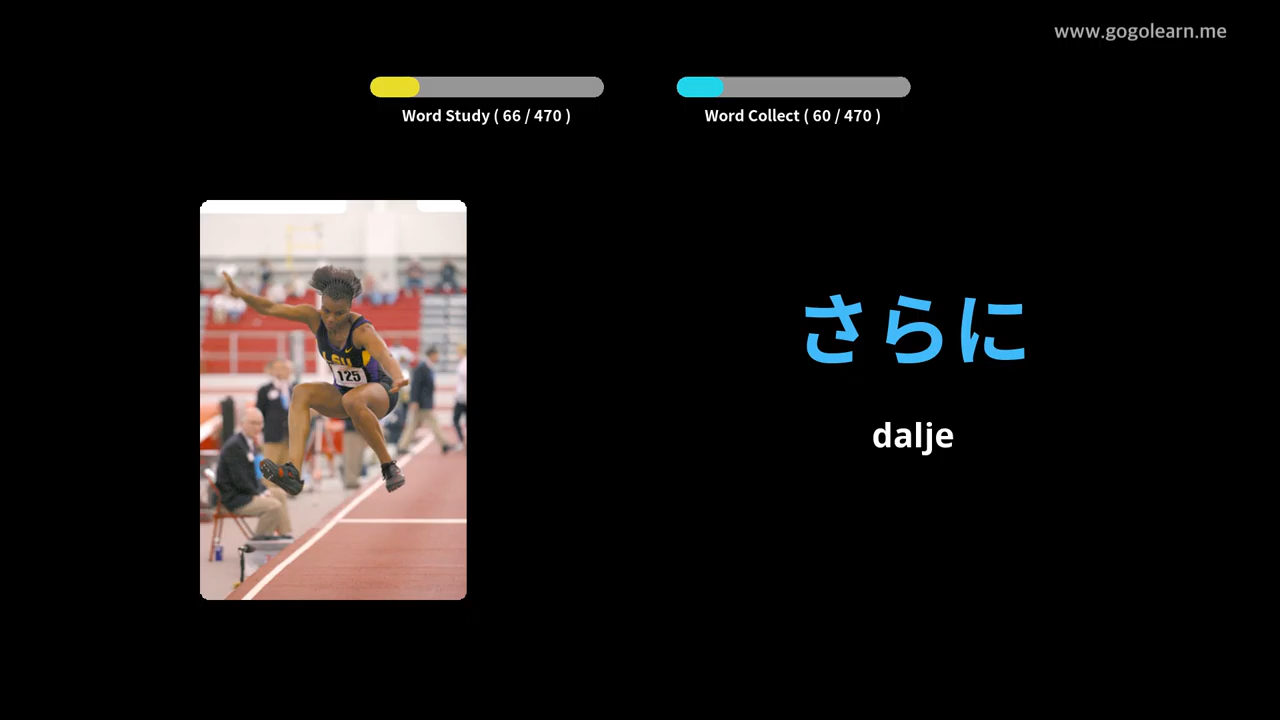 www.gogolearn.me
Word Study ( 66 / 470 )
Word Collect ( 60 / 470 )
さらに
dalje
LSU
125